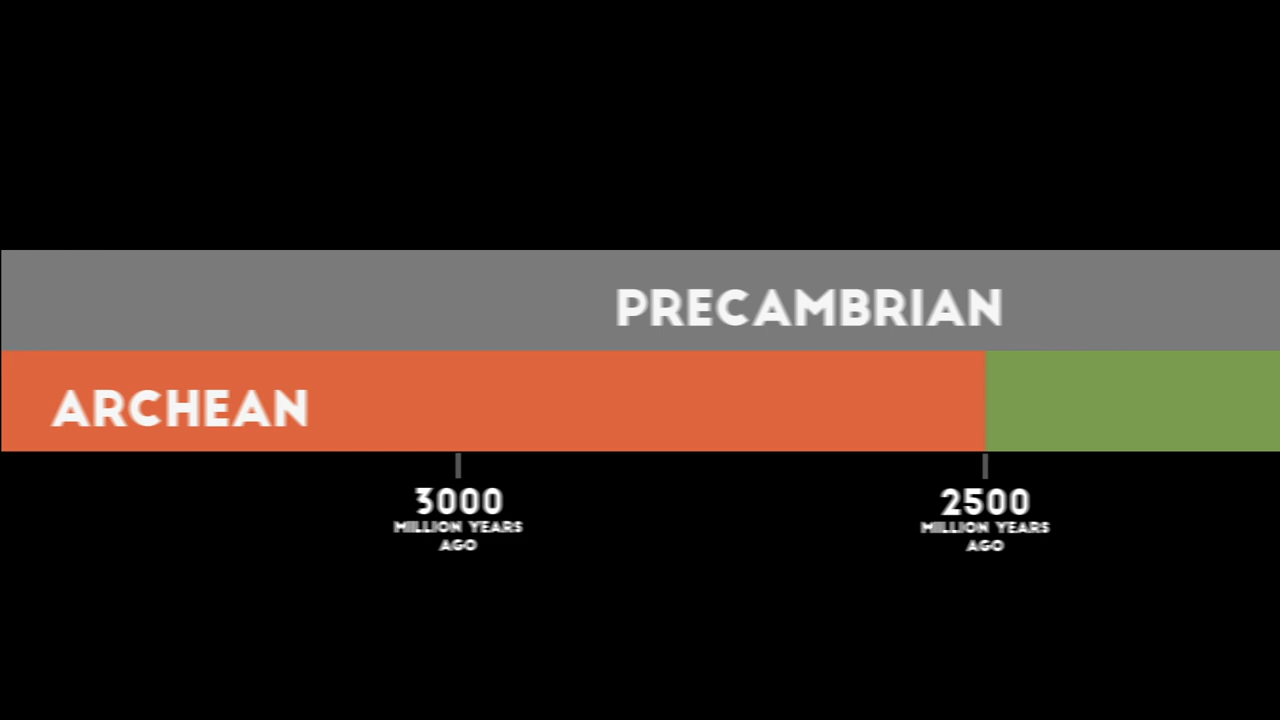 PRECAMBRIAN
ARCHEAN
3000
MILLION YEARS
AGO
2500
MILLION YEARS
AGO